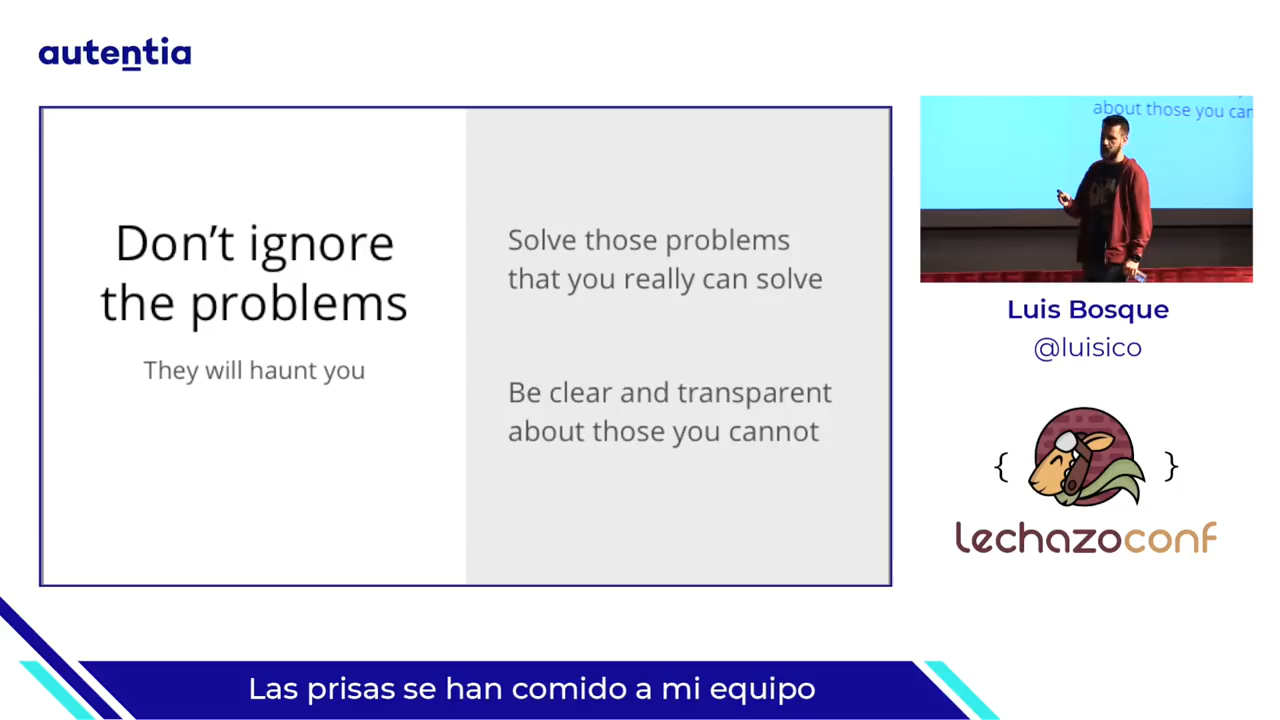 autentia
Don't ignore
the problems
They will haunt you
Solve those problems
that you really can solve
Be clear and transparent
about those you cannot
about those you can
Luis Bosque
@luisico
{ }
lechazoconf
Las prisas se han comido a mi equipo